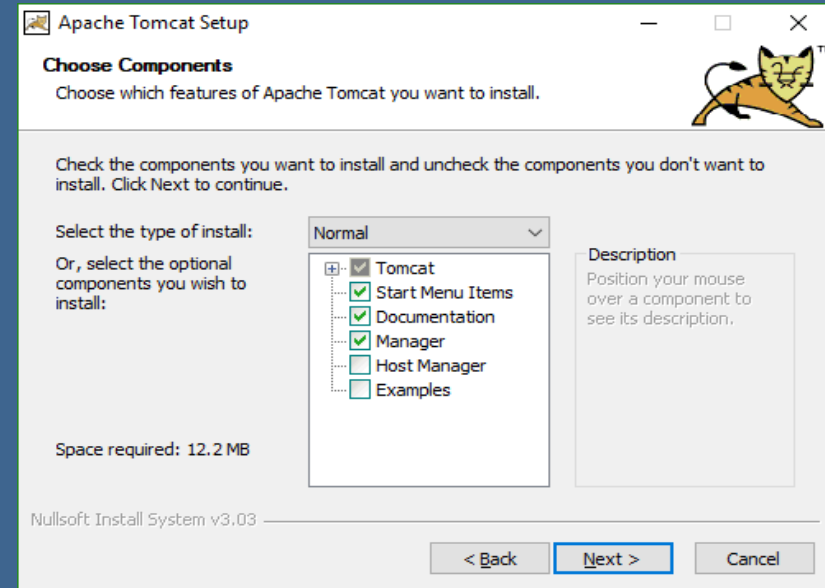 Apache Tomcat Setup
Choose Components
Choose which features of Apache Tomcat you want to install.
TM
Check the components you want to install and uncheck the components you don't want to
install. Click Next to continue.
Select the type of install:
Normal
Or, select the optional
components you wish to
install:
Tomcat
Start Menu Items
Documentation
Manager
Host Manager
Examples
Description
Position your mouse
over a component to
see its description.
Space required: 12.2 MB
Nullsoft Install System v3.03
< Back
Next >
Cancel